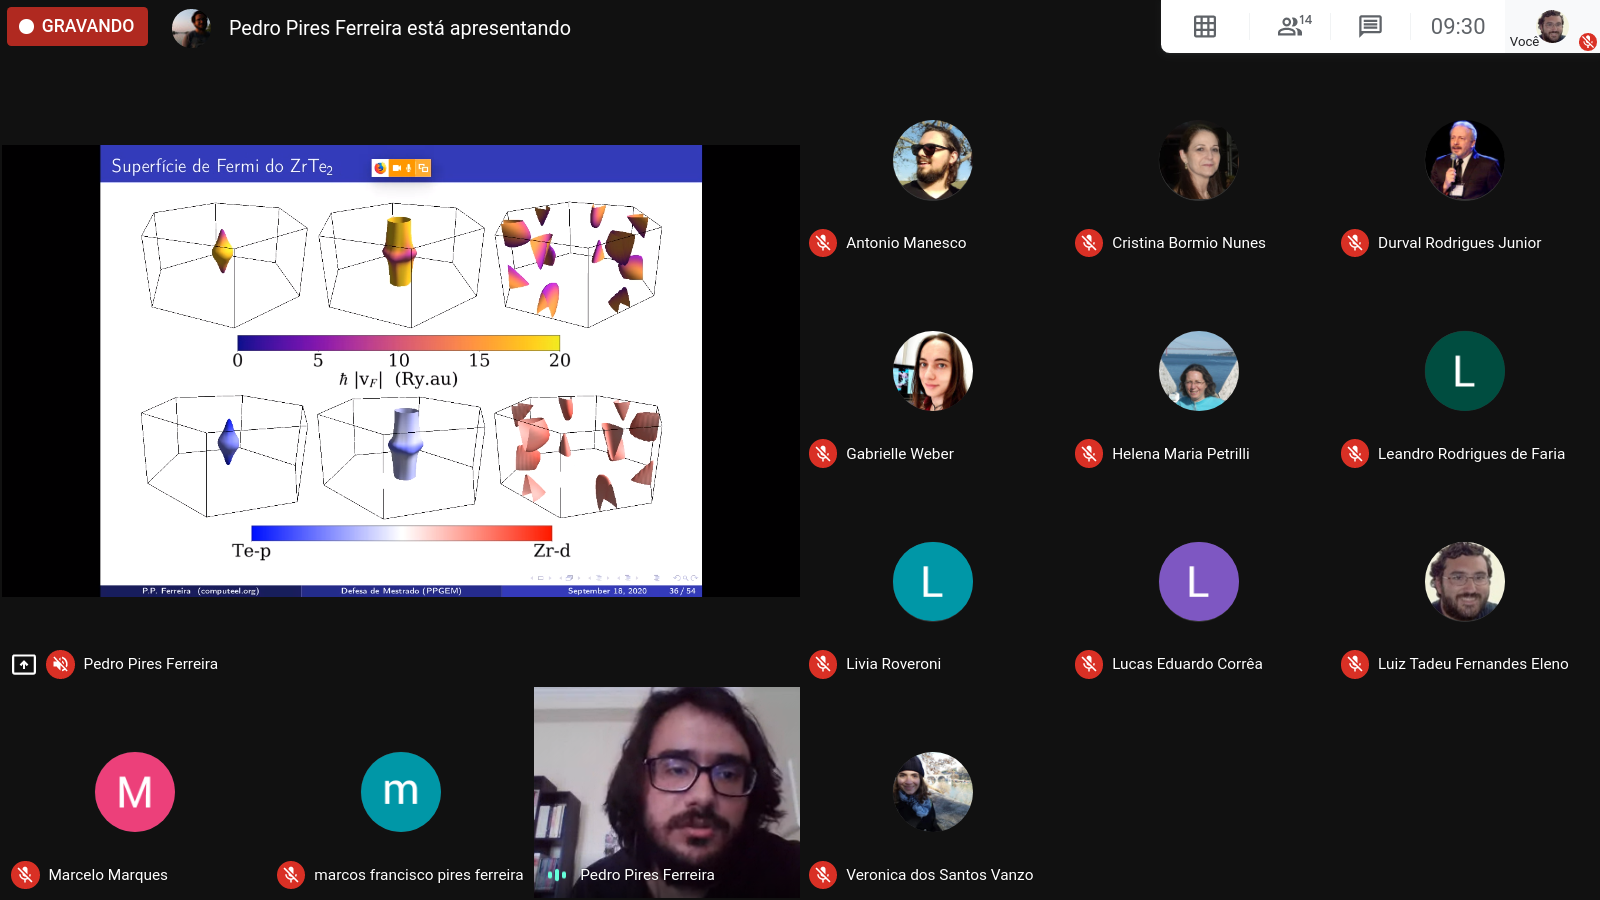 GRAVANDO
Pedro Pires Ferreira está apresentando
14
09:30
Você
Superfície de Fermi do ZrTe₂
0 5 10 15 20
ħ |v_F| (Ry.au)
Te-p Zr-d
P.P. Ferreira (computeel.org) Defesa de Mestrado (PPGEM) September 18, 2020 36 / 54
Antonio Manesco
Cristina Bormio Nunes
Durval Rodrigues Junior
Gabrielle Weber
Helena Maria Petrilli
L
Leandro Rodrigues de Faria
L
Livia Roveroni
L
Lucas Eduardo Corrêa
Luiz Tadeu Fernandes Eleno
Pedro Pires Ferreira
M
Marcelo Marques
m
marcos francisco pires ferreira
Pedro Pires Ferreira
Veronica dos Santos Vanzo